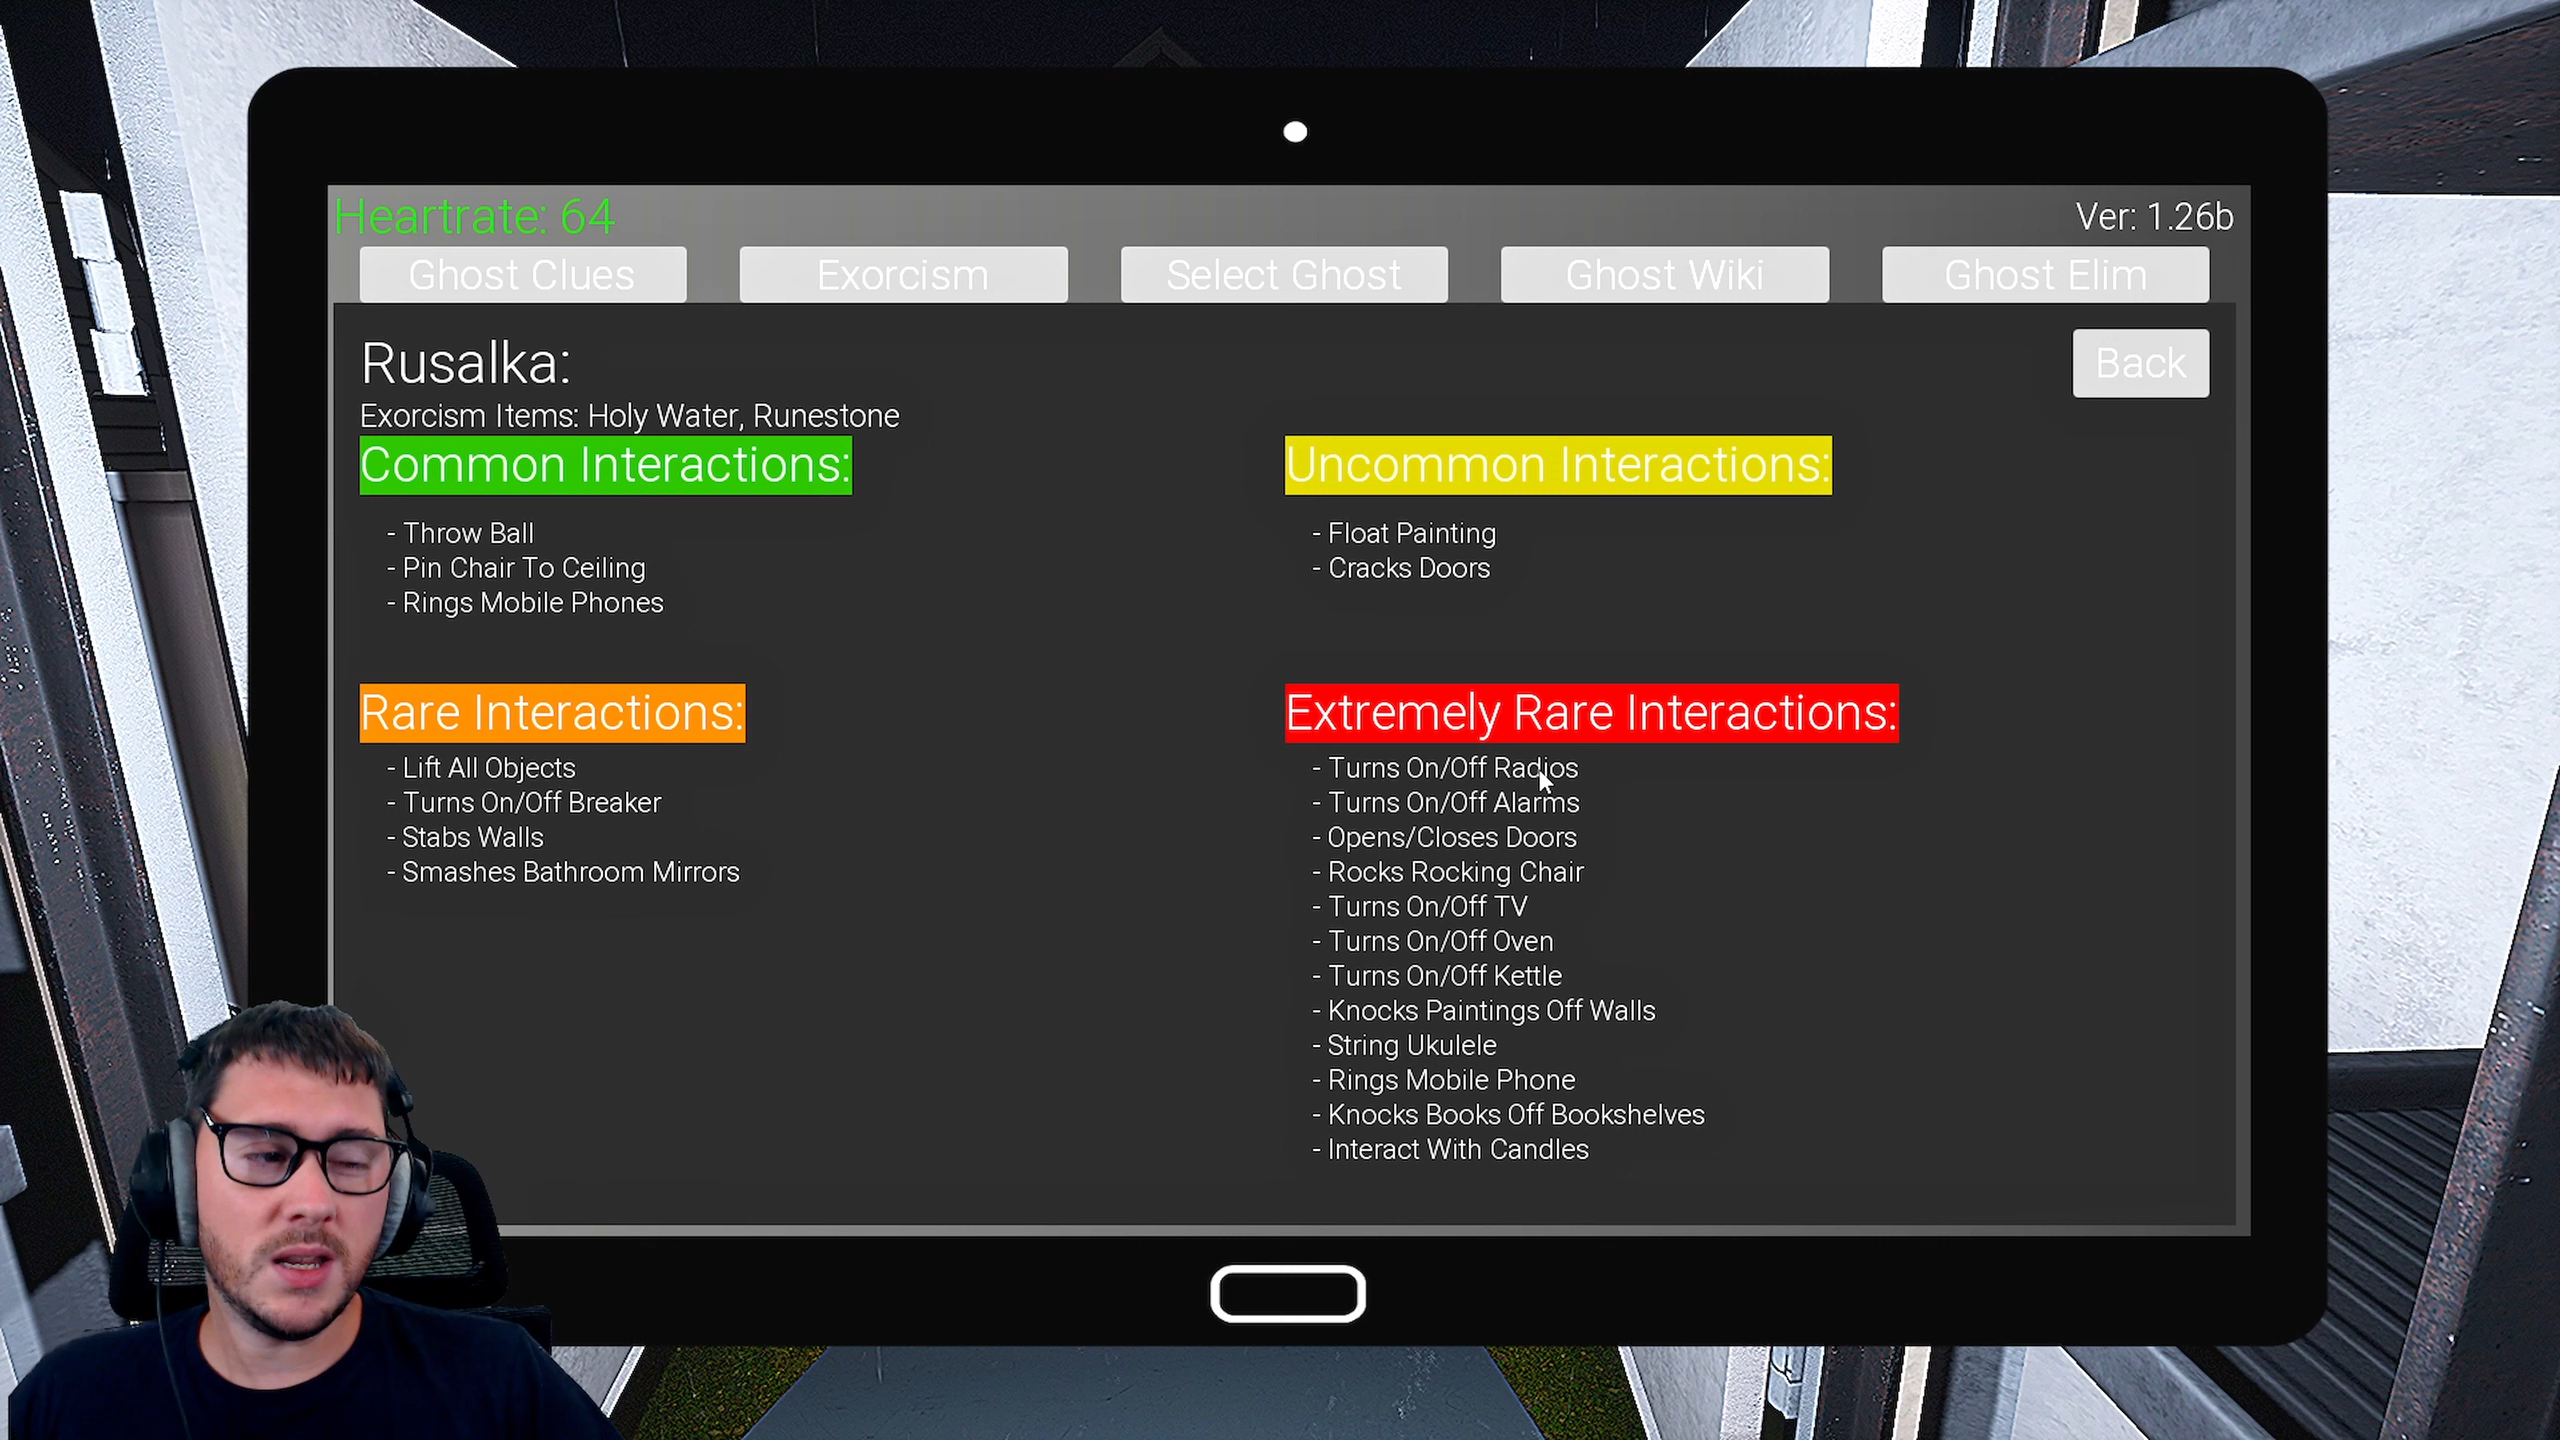 Heartrate: 64
Ver: 1.26b
Ghost Clues
Exorcism
Select Ghost
Ghost Wiki
Ghost Elim
Rusalka:
Back
Exorcism Items: Holy Water, Runestone
Common Interactions:
- Throw Ball
- Pin Chair To Ceiling
- Rings Mobile Phones
Uncommon Interactions:
- Float Painting
- Cracks Doors
Rare Interactions:
- Lift All Objects
- Turns On/Off Breaker
- Stabs Walls
- Smashes Bathroom Mirrors
Extremely Rare Interactions:
- Turns On/Off Radios
- Turns On/Off Alarms
- Opens/Closes Doors
- Rocks Rocking Chair
- Turns On/Off TV
- Turns On/Off Oven
- Turns On/Off Kettle
- Knocks Paintings Off Walls
- String Ukulele
- Rings Mobile Phone
- Knocks Books Off Bookshelves
- Interact With Candles